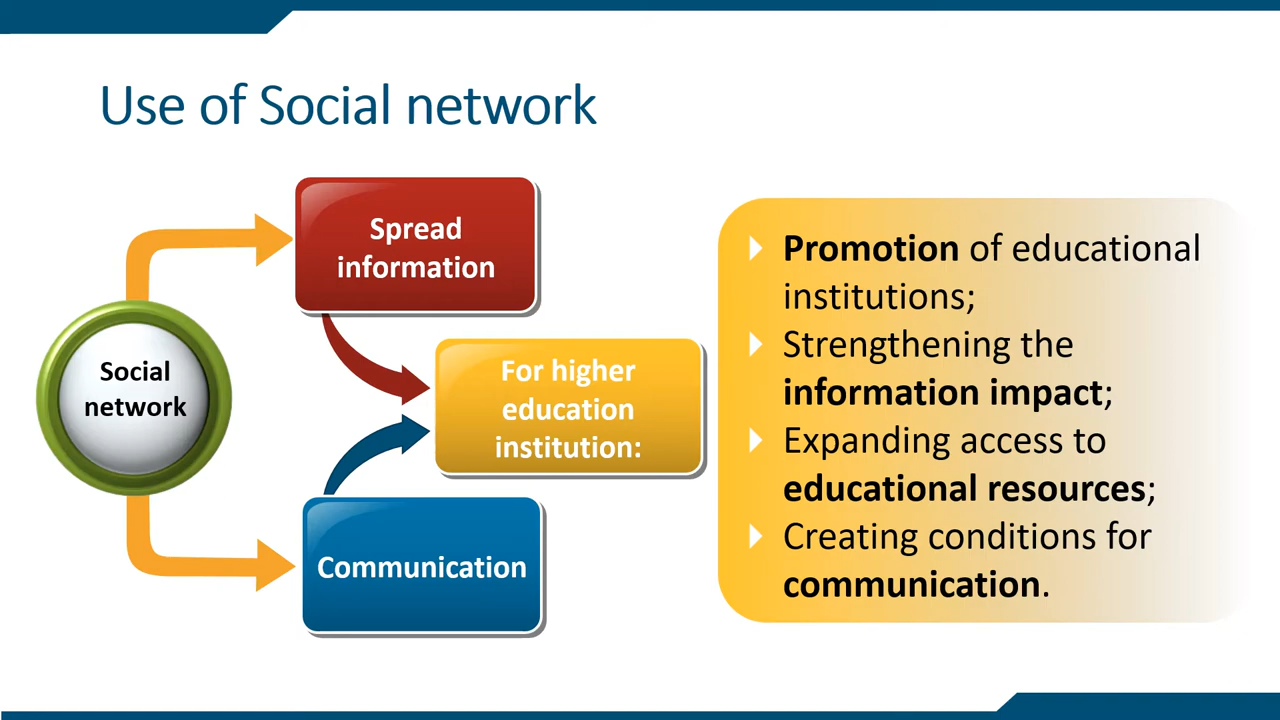 Use of Social network
Social
network
Spread
information
Communication
For higher
education
institution:
Promotion of educational
institutions;
Strengthening the
information impact;
Expanding access to
educational resources;
Creating conditions for
communication.